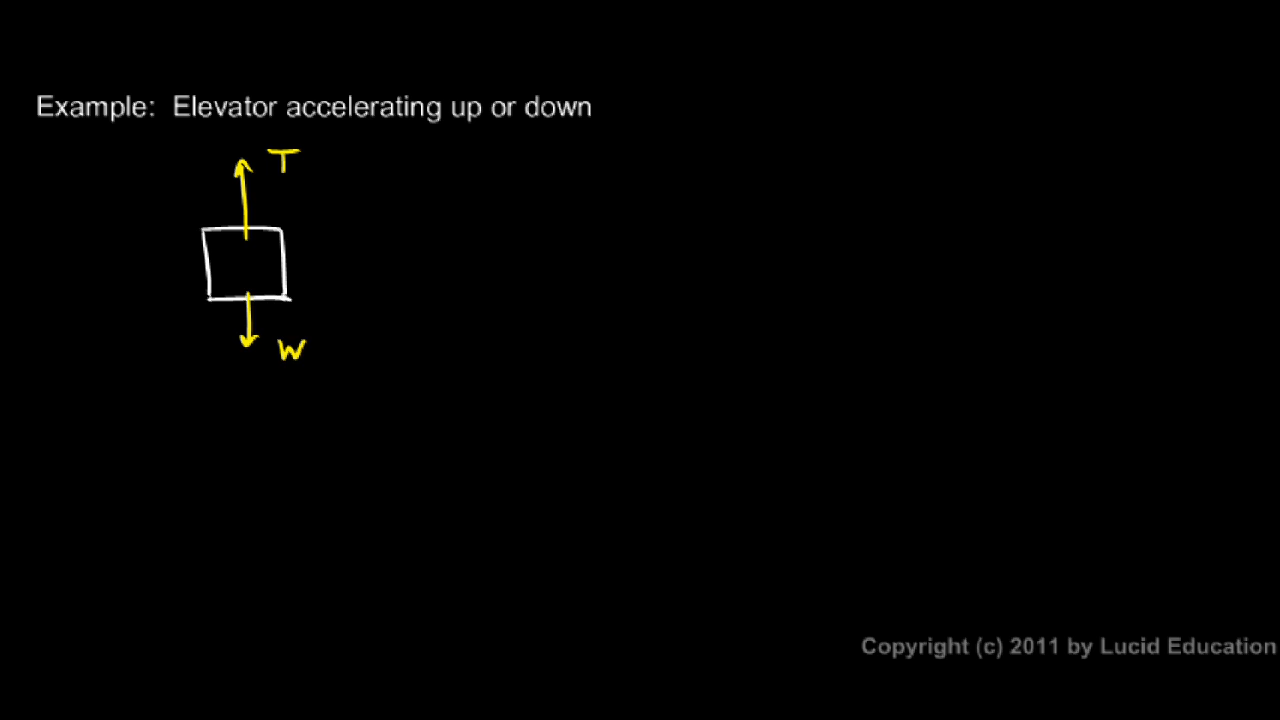 Example: Elevator accelerating up or down
T
W
Copyright (c) 2011 by Lucid Education